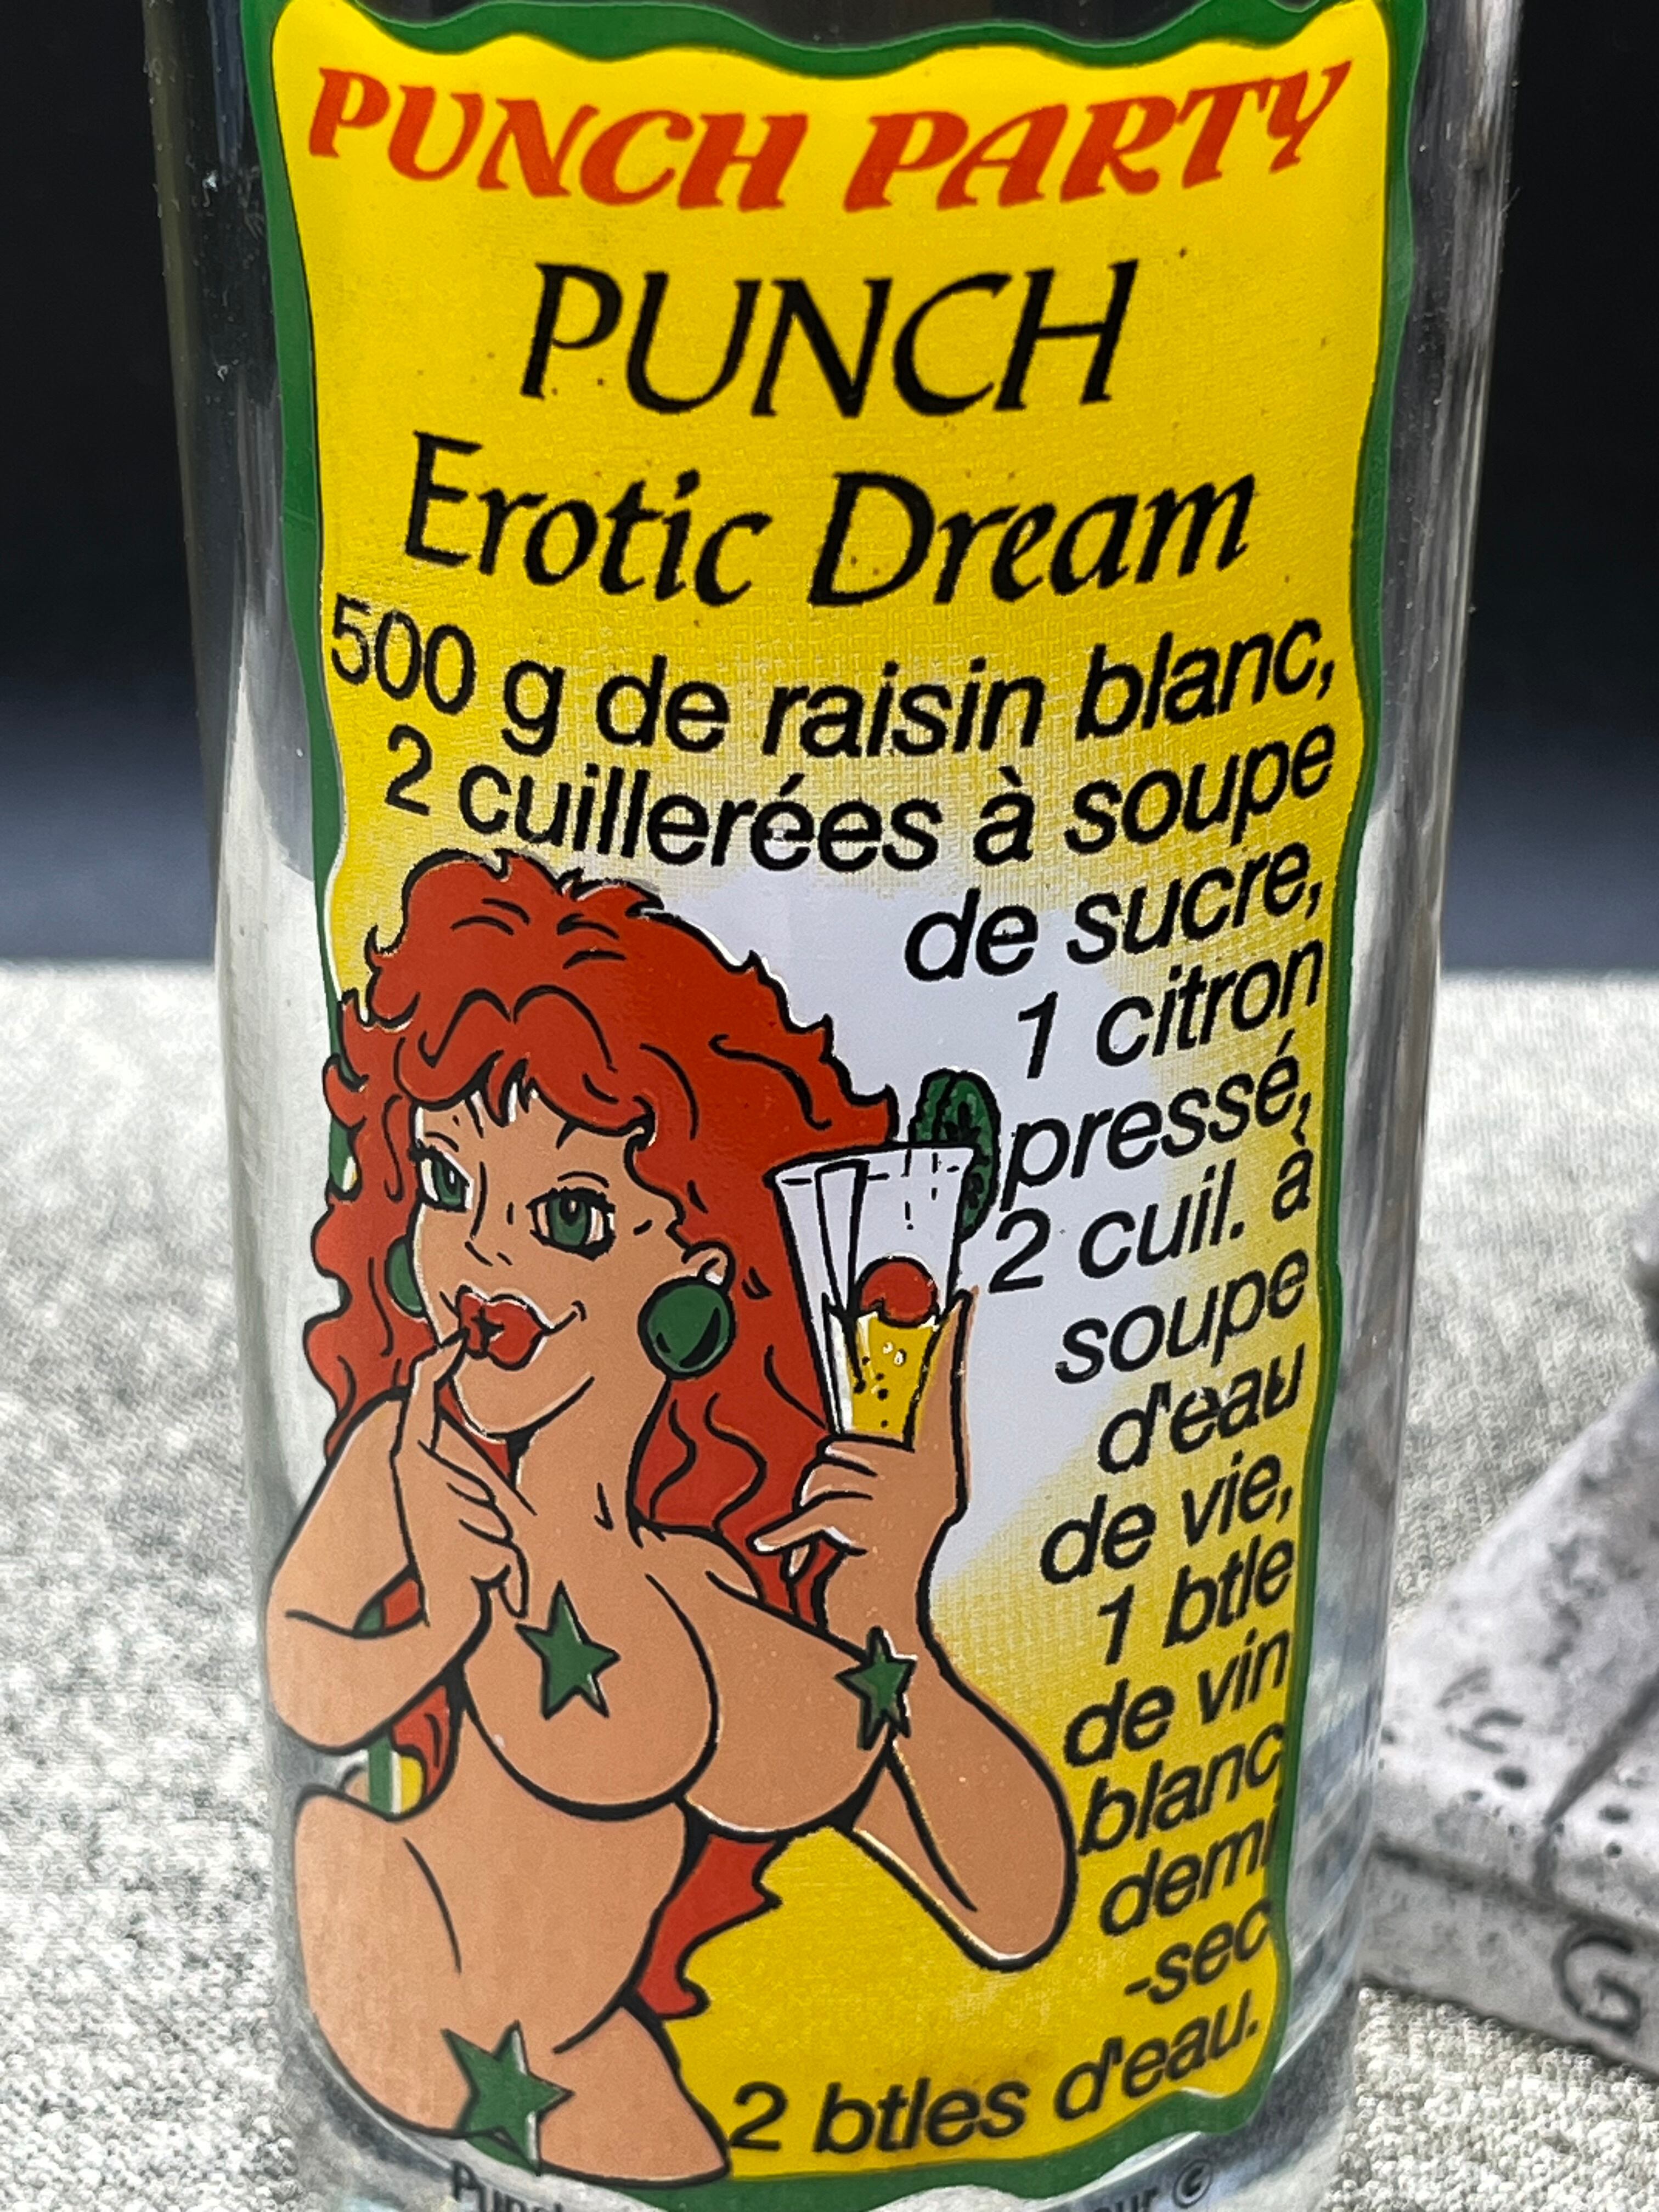 PUNCH PARTY
PUNCH
Erotic Dream
500 g de raisin blanc,
2 cuillerées à soupe
de sucre,
1 citron
pressé,
2 cuil. à
soupe
d'eau
de vie,
1 btle
de vin
blanc
demi
-sec
2 btles d'eau.
G